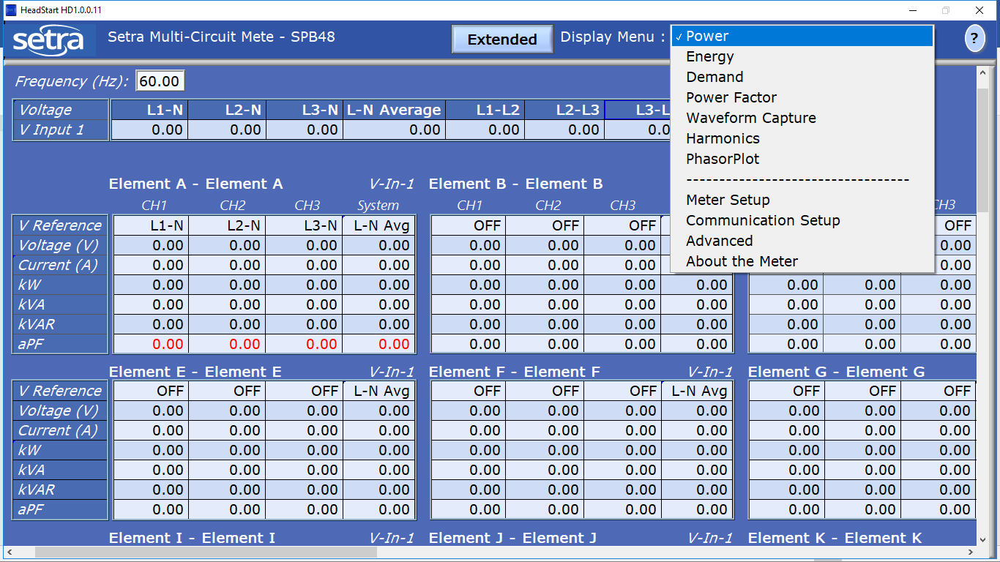 HeadStart HD1.0.0.11
setra Setra Multi-Circuit Mete - SPB48 Extended Display Menu : ✓ Power ?
Energy
Frequency (Hz): 60.00 Demand
Power Factor
Voltage L1-N L2-N L3-N L-N Average L1-L2 L2-L3 L3-L Waveform Capture
V Input 1 0.00 0.00 0.00 0.00 0.00 0.00 0.0 Harmonics
PhasorPlot
----------------------------------
Element A - Element A V-In-1 Element B - Element B
Meter Setup
CH1 CH2 CH3 System CH1 CH2 CH3 CH3
Communication Setup
V Reference L1-N L2-N L3-N L-N Avg OFF OFF OFF OFF
Advanced
Voltage (V) 0.00 0.00 0.00 0.00 0.00 0.00 0.00 0.00
About the Meter
Current (A) 0.00 0.00 0.00 0.00 0.00 0.00 0.00 0.00
kW 0.00 0.00 0.00 0.00 0.00 0.00 0.00 0.00 0.00 0.00 0.00
kVA 0.00 0.00 0.00 0.00 0.00 0.00 0.00 0.00 0.00 0.00 0.00
kVAR 0.00 0.00 0.00 0.00 0.00 0.00 0.00 0.00 0.00 0.00 0.00
aPF 0.00 0.00 0.00 0.00 0.00 0.00 0.00 0.00 0.00 0.00 0.00
Element E - Element E V-In-1 Element F - Element F V-In-1 Element G - Element G
V Reference OFF OFF OFF L-N Avg OFF OFF OFF L-N Avg OFF OFF OFF
Voltage (V) 0.00 0.00 0.00 0.00 0.00 0.00 0.00 0.00 0.00 0.00 0.00
Current (A) 0.00 0.00 0.00 0.00 0.00 0.00 0.00 0.00 0.00 0.00 0.00
kW 0.00 0.00 0.00 0.00 0.00 0.00 0.00 0.00 0.00 0.00 0.00
kVA 0.00 0.00 0.00 0.00 0.00 0.00 0.00 0.00 0.00 0.00 0.00
kVAR 0.00 0.00 0.00 0.00 0.00 0.00 0.00 0.00 0.00 0.00 0.00
aPF 0.00 0.00 0.00 0.00 0.00 0.00 0.00 0.00 0.00 0.00 0.00
Element I - Element I V-In-1 Element J - Element J V-In-1 Element K - Element K